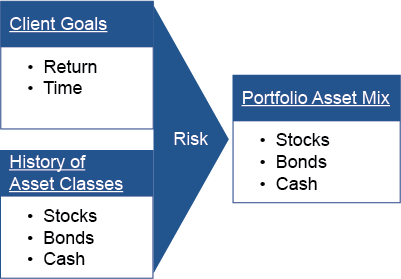 Client Goals
• Return
• Time
History of
Asset Classes
• Stocks
• Bonds
• Cash
Risk
Portfolio Asset Mix
• Stocks
• Bonds
• Cash